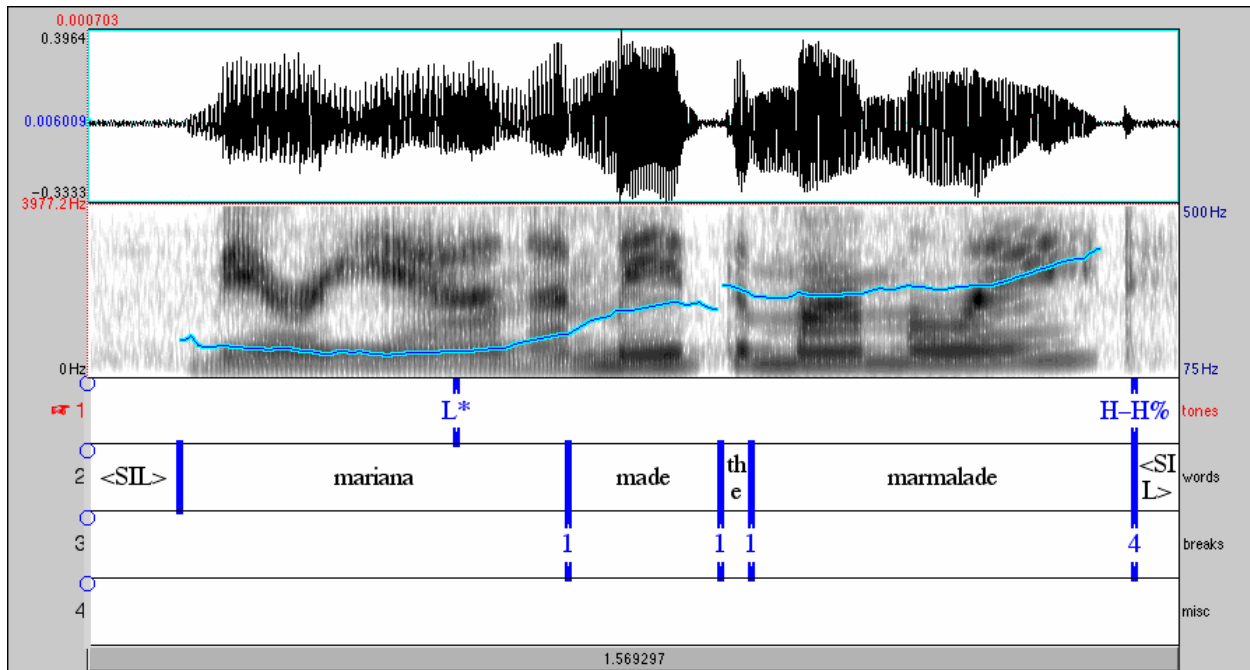 0.000703
0.3964
0.006009
−0.3333
3977.2 Hz
500 Hz
0 Hz
75 Hz
1
L*
H−H%
tones
2
<SIL>
mariana
made
th
e
marmalade
<SI
L>
words
3
1
1
1
4
breaks
4
misc
1.569297